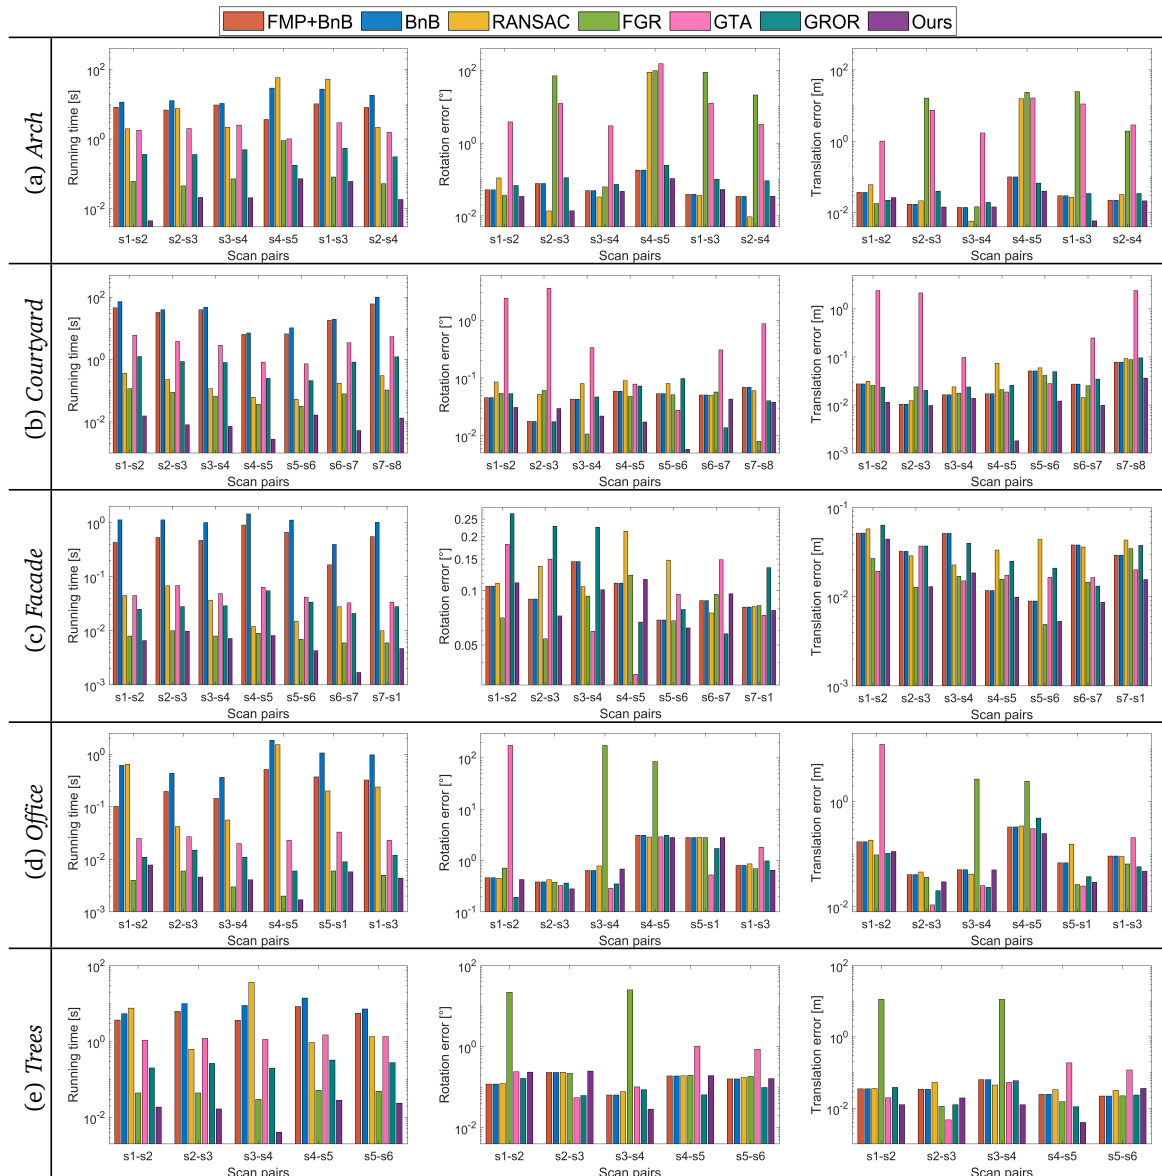 FMP+BnB BnB RANSAC FGR GTA GROR Ours
(a) Arch
Running time [s]
10^2
10^0
10^-2
s1-s2 s2-s3 s3-s4 s4-s5 s1-s3 s2-s4
Scan pairs
Rotation error [°]
10^2
10^0
10^-2
s1-s2 s2-s3 s3-s4 s4-s5 s1-s3 s2-s4
Scan pairs
Translation error [m]
10^2
10^0
10^-2
s1-s2 s2-s3 s3-s4 s4-s5 s1-s3 s2-s4
Scan pairs
(b) Courtyard
Running time [s]
10^2
10^0
10^-2
s1-s2 s2-s3 s3-s4 s4-s5 s5-s6 s6-s7 s7-s8
Scan pairs
Rotation error [°]
10^0
10^-1
10^-2
s1-s2 s2-s3 s3-s4 s4-s5 s5-s6 s6-s7 s7-s8
Scan pairs
Translation error [m]
10^0
10^-1
10^-2
10^-3
s1-s2 s2-s3 s3-s4 s4-s5 s5-s6 s6-s7 s7-s8
Scan pairs
(c) Facade
Running time [s]
10^0
10^-1
10^-2
10^-3
s1-s2 s2-s3 s3-s4 s4-s5 s5-s6 s6-s7 s7-s1
Scan pairs
Rotation error [°]
0.25
0.2
0.15
0.1
0.05
s1-s2 s2-s3 s3-s4 s4-s5 s5-s6 s6-s7 s7-s1
Scan pairs
Translation error [m]
10^-1
10^-2
10^-3
s1-s2 s2-s3 s3-s4 s4-s5 s5-s6 s6-s7 s7-s1
Scan pairs
(d) Office
Running time [s]
10^0
10^-1
10^-2
10^-3
s1-s2 s2-s3 s3-s4 s4-s5 s5-s1 s1-s3
Scan pairs
Rotation error [°]
10^2
10^1
10^0
10^-1
s1-s2 s2-s3 s3-s4 s4-s5 s5-s1 s1-s3
Scan pairs
Translation error [m]
10^0
10^-2
s1-s2 s2-s3 s3-s4 s4-s5 s5-s1 s1-s3
Scan pairs
(e) Trees
Running time [s]
10^2
10^0
10^-2
s1-s2 s2-s3 s3-s4 s4-s5 s5-s6
Scan pairs
Rotation error [°]
10^2
10^0
10^-2
s1-s2 s2-s3 s3-s4 s4-s5 s5-s6
Scan pairs
Translation error [m]
10^2
10^0
10^-2
s1-s2 s2-s3 s3-s4 s4-s5 s5-s6
Scan pairs